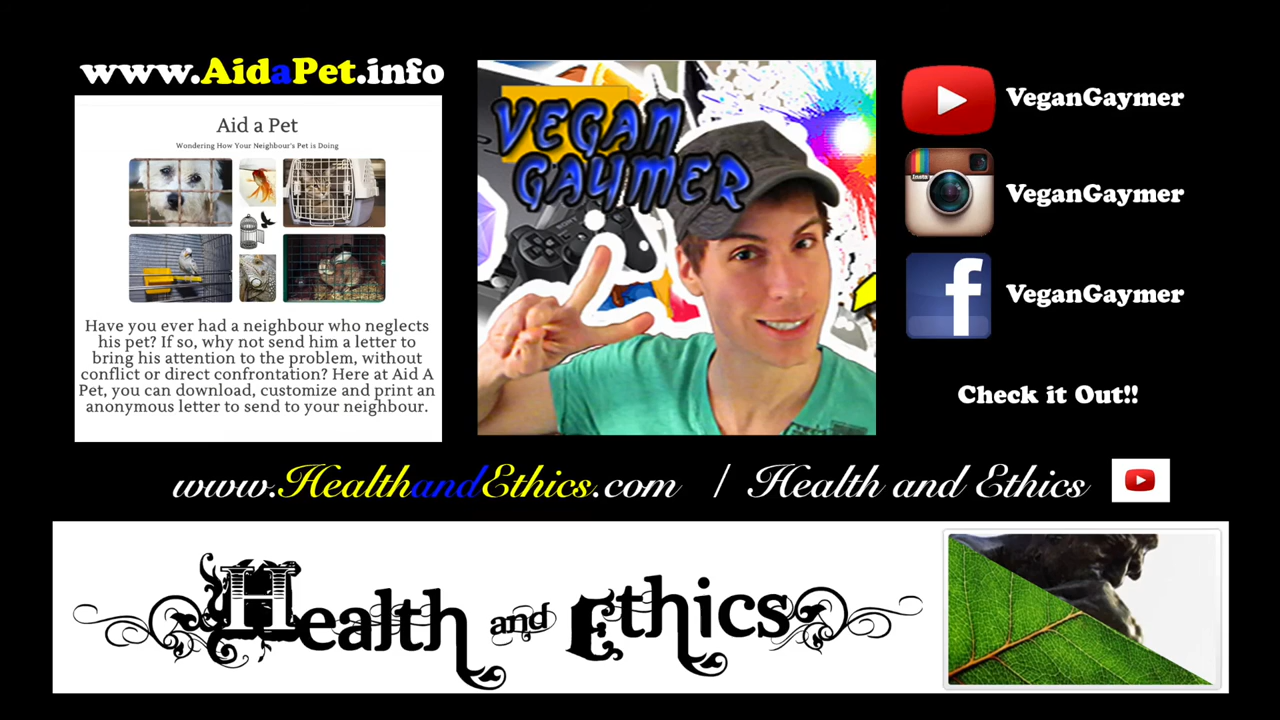 www.AidaPet.info
Aid a Pet
Wondering How Your Neighbour's Pet is Doing
Have you ever had a neighbour who neglects
his pet? If so, why not send him a letter to
bring his attention to the problem, without
conflict or direct confrontation? Here at Aid A
Pet, you can download, customize and print an
anonymous letter to send to your neighbour.
VEGAN
GAYMER
VeganGaymer
Insta
VeganGaymer
f
VeganGaymer
Check it Out!!
www.HealthandEthics.com / Health and Ethics
Health and Ethics